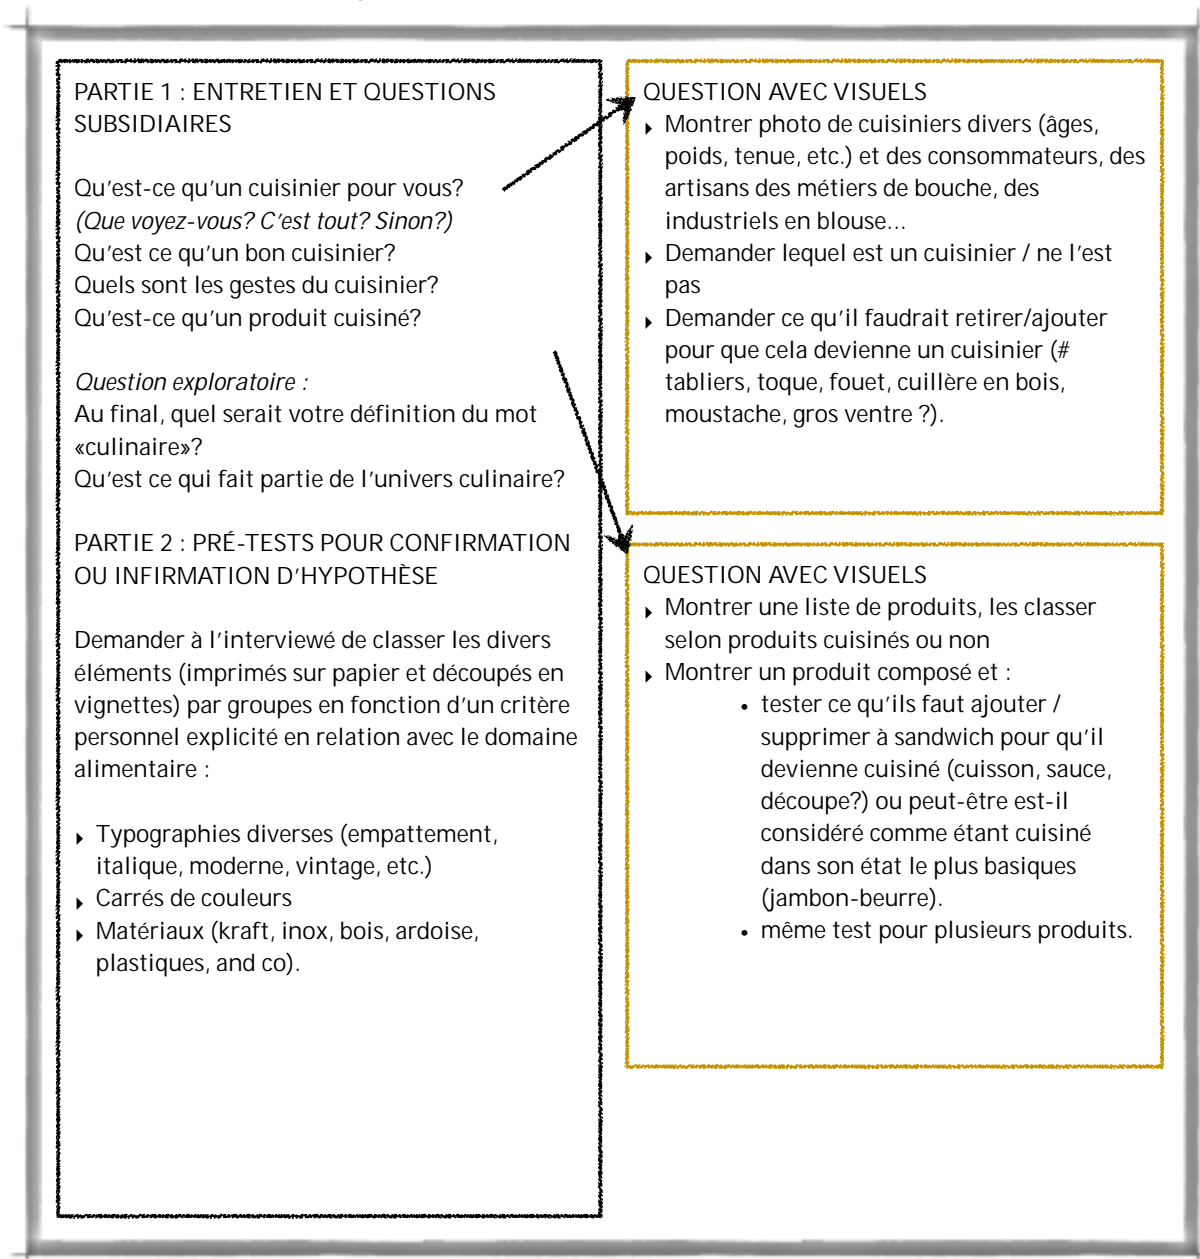 PARTIE 1 : ENTRETIEN ET QUESTIONS
SUBSIDIAIRES
Qu'est-ce qu'un cuisinier pour vous?
(Que voyez-vous? C'est tout? Sinon?)
Qu'est ce qu'un bon cuisinier?
Quels sont les gestes du cuisinier?
Qu'est-ce qu'un produit cuisiné?
Question exploratoire :
Au final, quel serait votre définition du mot
«culinaire»?
Qu'est ce qui fait partie de l'univers culinaire?
PARTIE 2 : PRÉ-TESTS POUR CONFIRMATION
OU INFIRMATION D'HYPOTHÈSE
Demander à l'interviewé de classer les divers
éléments (imprimés sur papier et découpés en
vignettes) par groupes en fonction d'un critère
personnel explicité en relation avec le domaine
alimentaire :
‣ Typographies diverses (empattement,
italique, moderne, vintage, etc.)
‣ Carrés de couleurs
‣ Matériaux (kraft, inox, bois, ardoise,
plastiques, and co).
QUESTION AVEC VISUELS
‣ Montrer photo de cuisiniers divers (âges,
poids, tenue, etc.) et des consommateurs, des
artisans des métiers de bouche, des
industriels en blouse...
‣ Demander lequel est un cuisinier / ne l'est
pas
‣ Demander ce qu'il faudrait retirer/ajouter
pour que cela devienne un cuisinier (#
tabliers, toque, fouet, cuillère en bois,
moustache, gros ventre ?).
QUESTION AVEC VISUELS
‣ Montrer une liste de produits, les classer
selon produits cuisinés ou non
‣ Montrer un produit composé et :
• tester ce qu'ils faut ajouter /
supprimer à sandwich pour qu'il
devienne cuisiné (cuisson, sauce,
découpe?) ou peut-être est-il
considéré comme étant cuisiné
dans son état le plus basiques
(jambon-beurre).
• même test pour plusieurs produits.